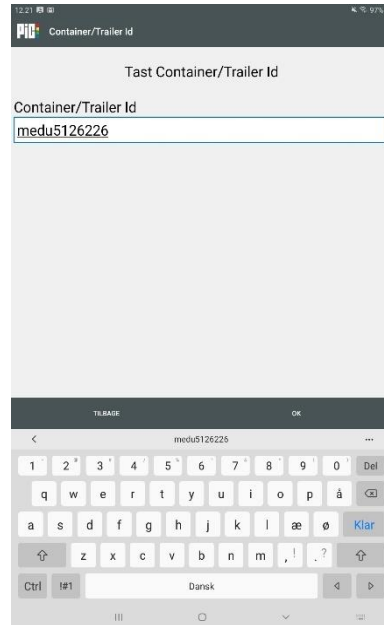 12.21 97%
PiC Container/Trailer Id
Tast Container/Trailer Id
Container/Trailer Id
medu5126226
TILBAGE OK
medu5126226 ...
1 2 3 4 5 6 7 8 9 0 Del
q w e r t y u i o p å
a s d f g h j k l æ ø Klar
z x c v b n m , ! . ?
Ctrl !#1 Dansk